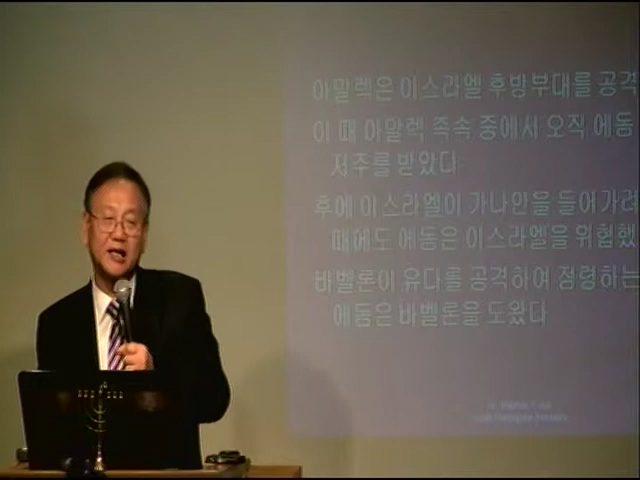 아말렉은 이스라엘 후방부대를 공격
이 때 아말렉 족속 중에서 오직 에돔
저주를 받았다
후에 이스라엘이 가나안을 들어가려
때에도 에돔은 이스라엘을 위협했
바벨론이 유다를 공격하여 점령하는
에돔은 바벨론을 도왔다